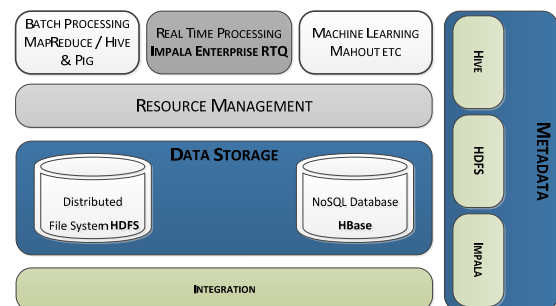 BATCH PROCESSING
MAPREDUCE / HIVE
& PIG
REAL TIME PROCESSING
IMPALA ENTERPRISE RTQ
MACHINE LEARNING
MAHOUT ETC
RESOURCE MANAGEMENT
DATA STORAGE
Distributed
File System HDFS
NoSQL Database
HBase
INTEGRATION
HIVE
HDFS
IMPALA
METADATA